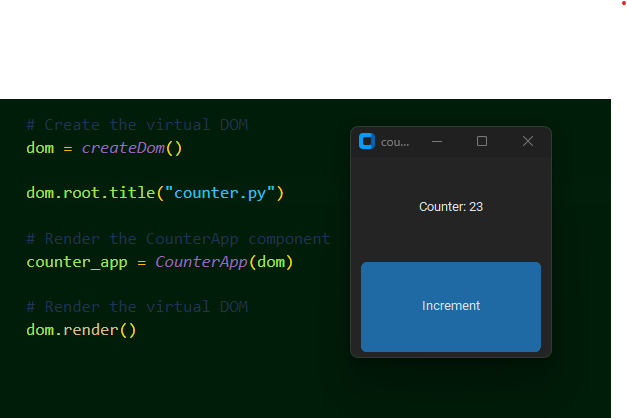 # Create the virtual DOM
dom = createDom()
dom.root.title("counter.py")
# Render the CounterApp component
counter_app = CounterApp(dom)
# Render the virtual DOM
dom.render()
cou...
Counter: 23
Increment